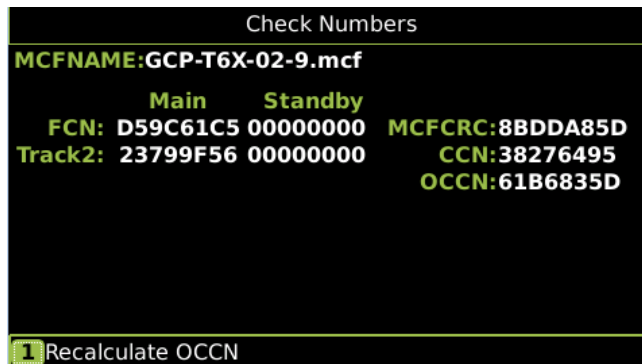 Check Numbers
MCFNAME:GCP-T6X-02-9.mcf
Main Standby
FCN: D59C61C5 00000000 MCFCRC:8BDDA85D
Track2: 23799F56 00000000 CCN:38276495
OCCN:61B6835D
1 Recalculate OCCN